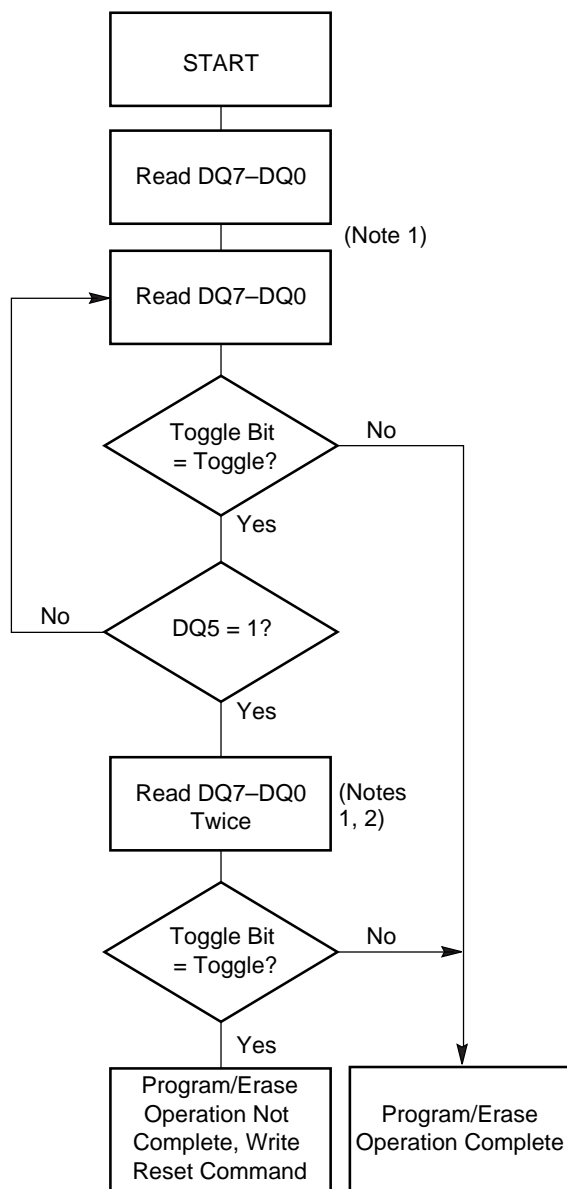 START
Read DQ7–DQ0
(Note 1)
Read DQ7–DQ0
Toggle Bit
= Toggle?
No
Yes
DQ5 = 1?
No
Yes
Read DQ7–DQ0
Twice
(Notes
1, 2)
Toggle Bit
= Toggle?
No
Yes
Program/Erase
Operation Not
Complete, Write
Reset Command
Program/Erase
Operation Complete